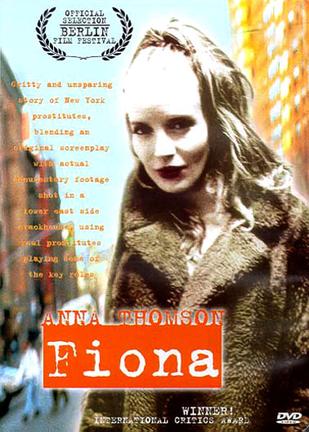 OFFICIAL
SELECTION
BERLIN
FILM FESTIVAL
Gritty and unsparing
story of New York
prostitutes,
blending an
original screenplay
with actual
documentary footage
shot in a
lower east side
crackhouse using
real prostitutes
playing some of
the key roles.
ANNA THOMSON
Fiona
WINNER!
INTERNATIONAL CRITICS AWARD
DVD
VIDEO